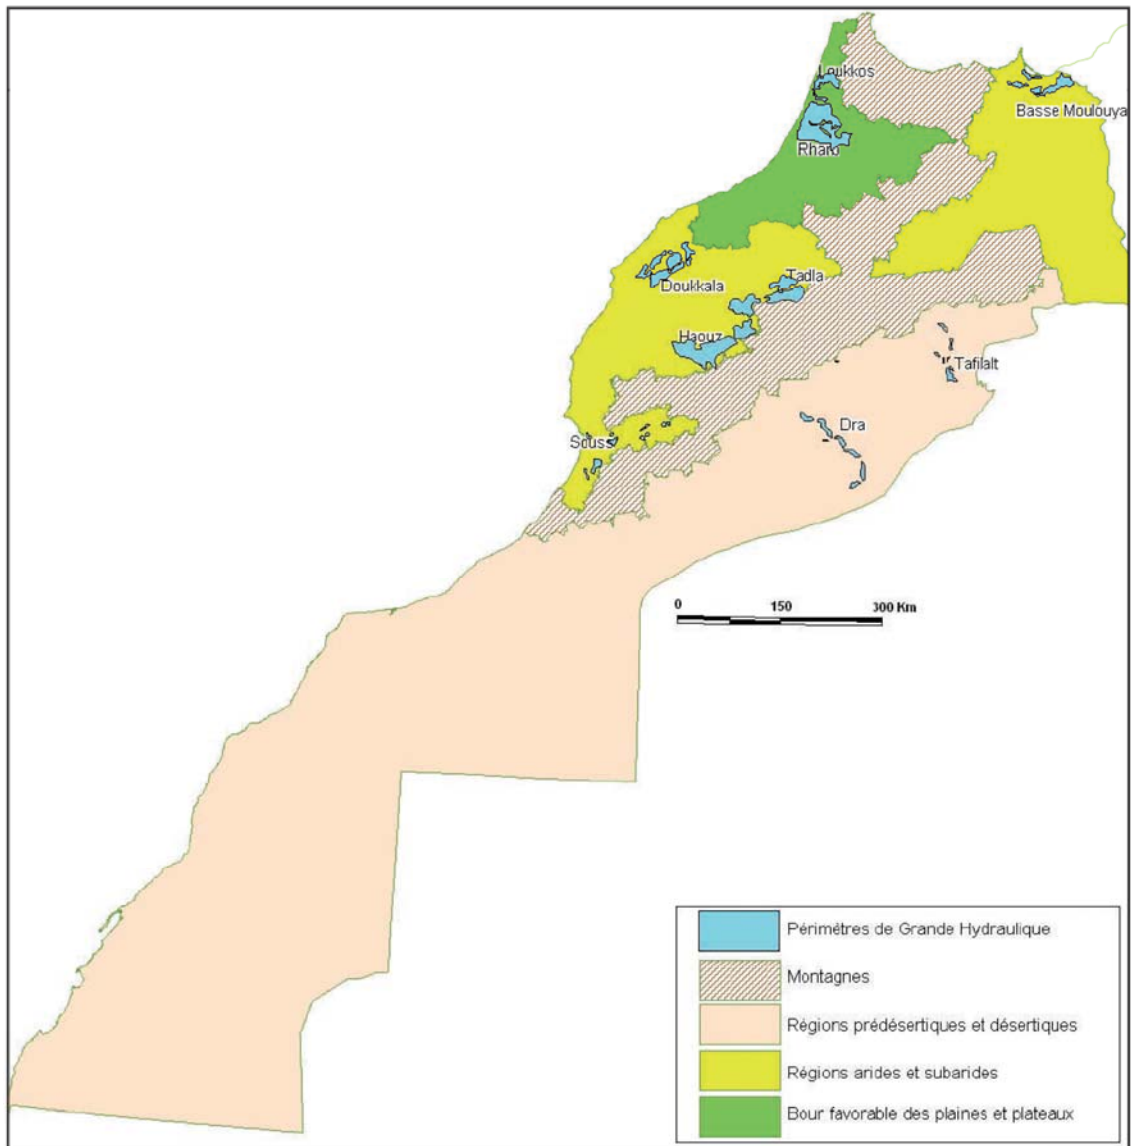 Loukkos
Basse Moulouya
Rharb
Tadla
Doukkala
Haouz
Tafilalt
Dra
Souss
0 150 300 Km
Périmètres de Grande Hydraulique
Montagnes
Régions prédésertiques et désertiques
Régions arides et subarides
Bour favorable des plaines et plateaux